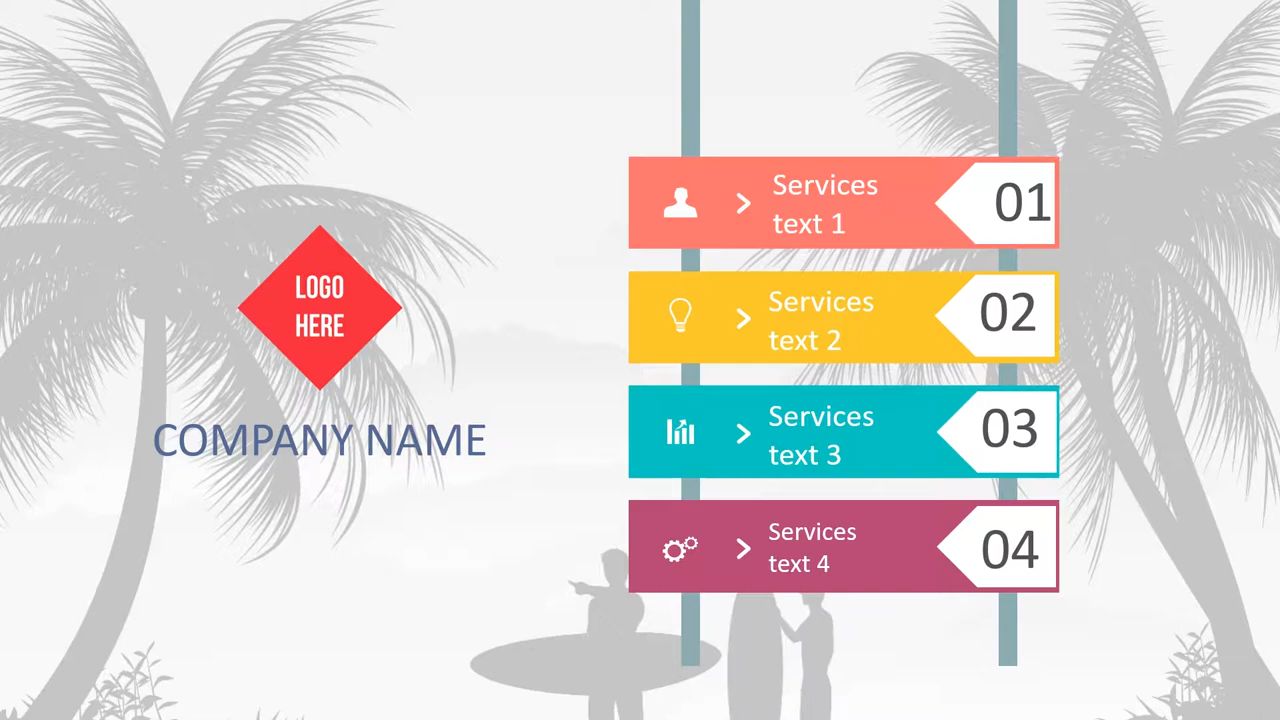 LOGO
HERE
COMPANY NAME
Services
text 1
01
Services
text 2
02
Services
text 3
03
Services
text 4
04